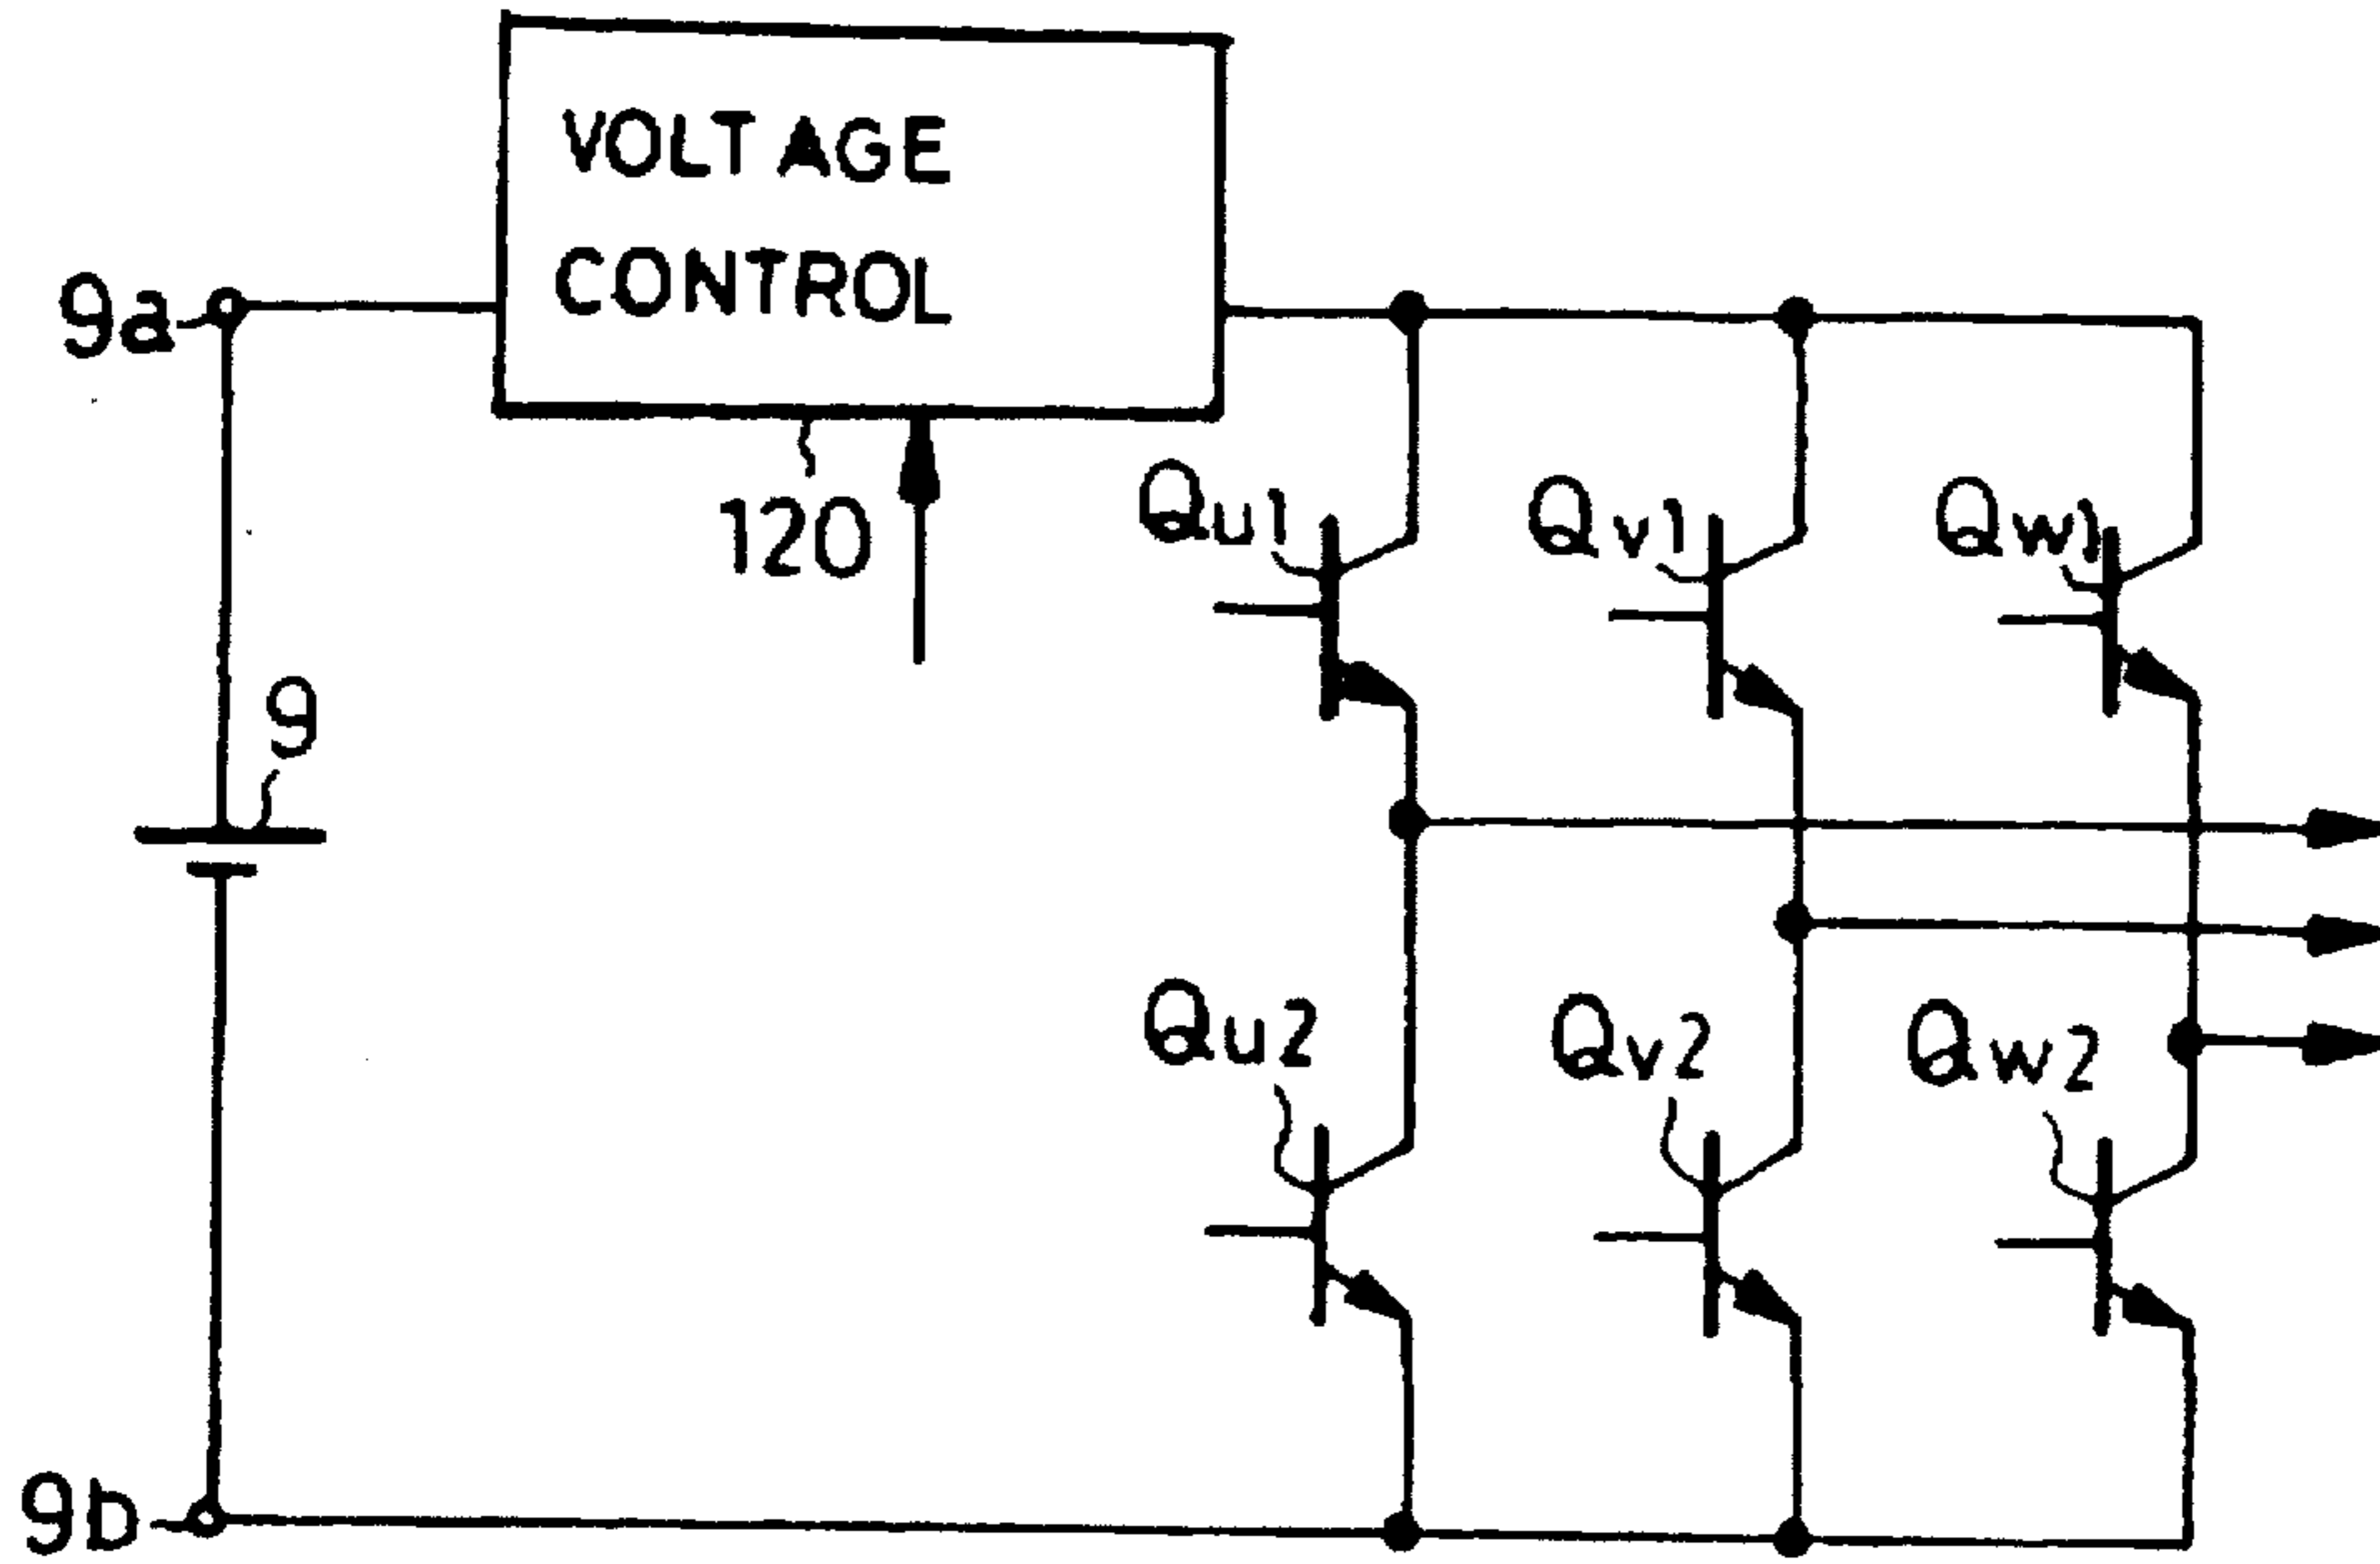 VOLTAGE
CONTROL
9a
120
Qu1
Qv1
Qw1
9
Qu2
Qv2
Qw2
9b